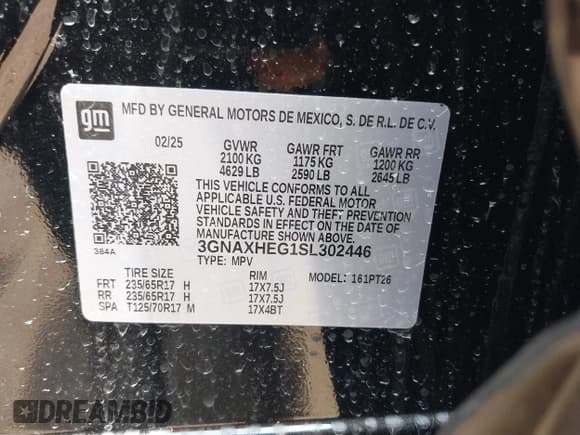 gm
MFD BY GENERAL MOTORS DE MEXICO, S. DE R.L. DE C.V.
02/25 GVWR GAWR FRT GAWR RR
2100 KG 1175 KG 1200 KG
4629 LB 2590 LB 2645 LB
THIS VEHICLE CONFORMS TO ALL
APPLICABLE U.S. FEDERAL MOTOR
VEHICLE SAFETY AND THEFT PREVENTION
STANDARDS IN EFFECT ON THE DATE OF
MANUFACTURE SHOWN ABOVE.
384A 3GNAXHEG1SL302446
TYPE: MPV MODEL: 161PT26
TIRE SIZE RIM
FRT 235/65R17 H 17X7.5J
RR 235/65R17 H 17X7.5J
SPA T125/70R17 M 17X4BT
DREAMBID